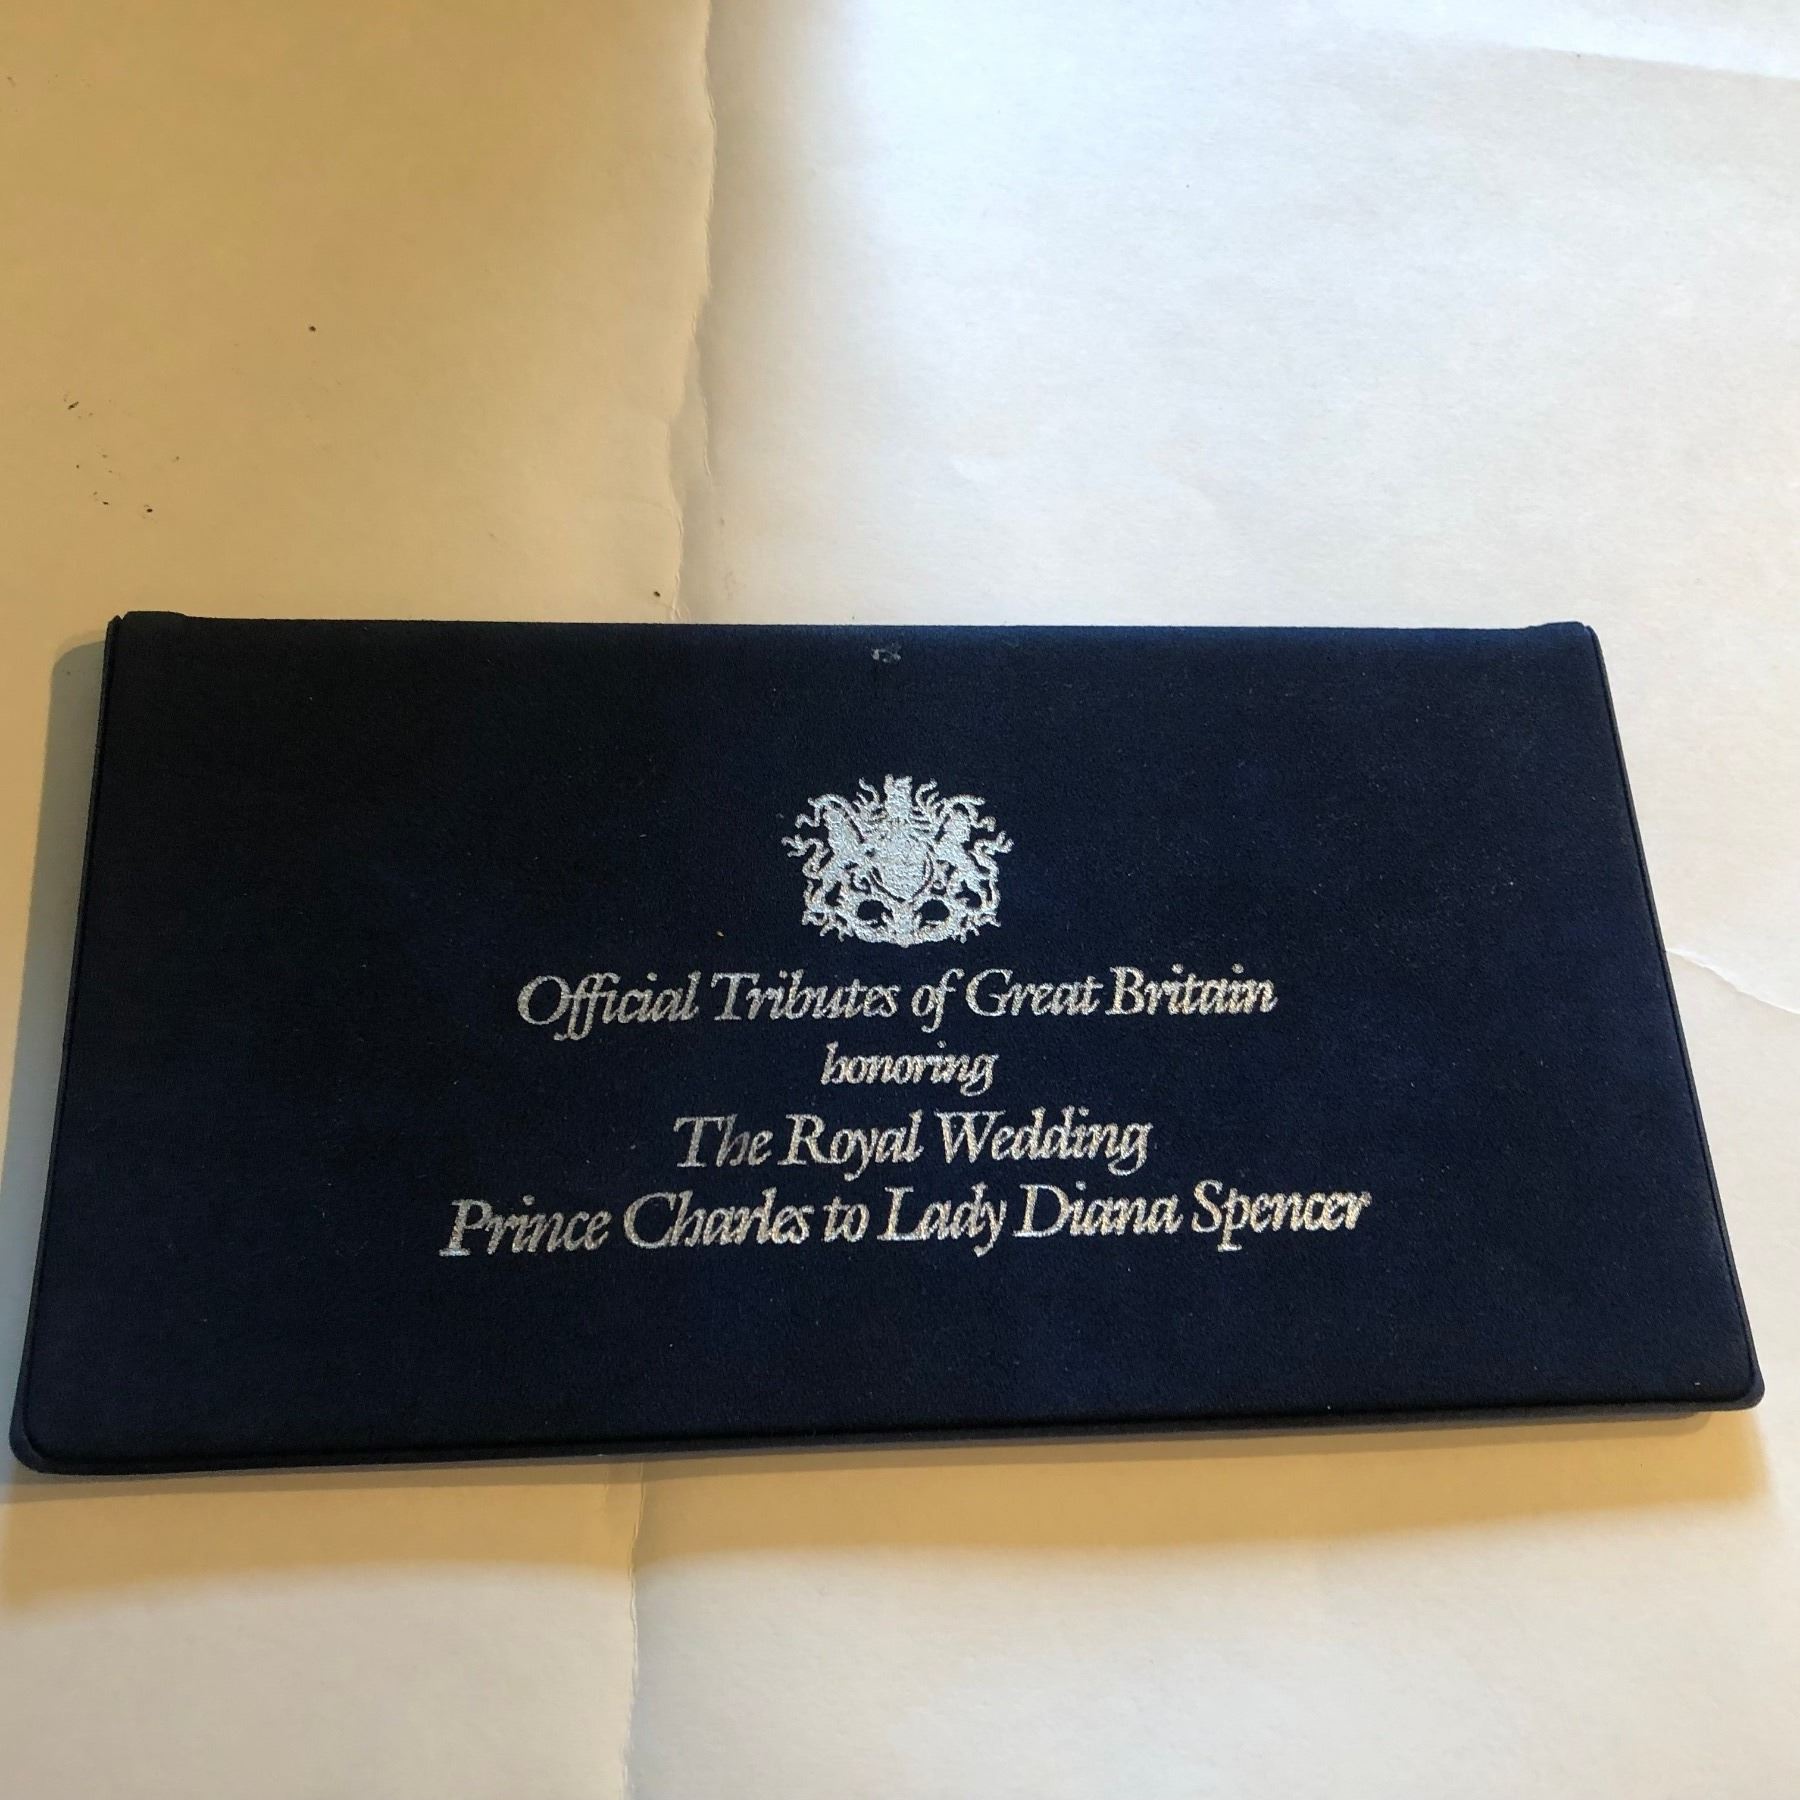 Official Tributes of Great Britain
honoring
The Royal Wedding
Prince Charles to Lady Diana Spencer